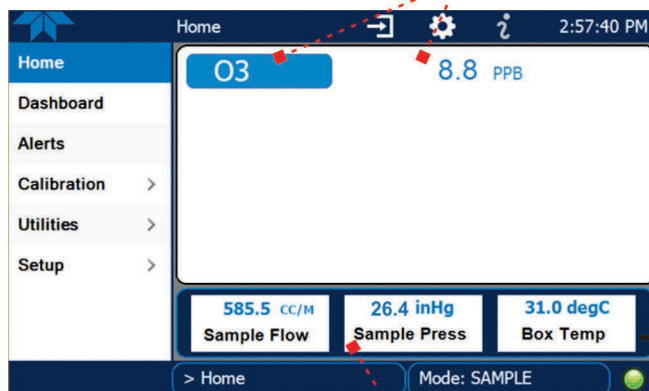 Home
2:57:40 PM
Home
Dashboard
Alerts
Calibration >
Utilities >
Setup >
O3
8.8 PPB
585.5 CC/M
Sample Flow
26.4 inHg
Sample Press
31.0 degC
Box Temp
> Home
Mode: SAMPLE